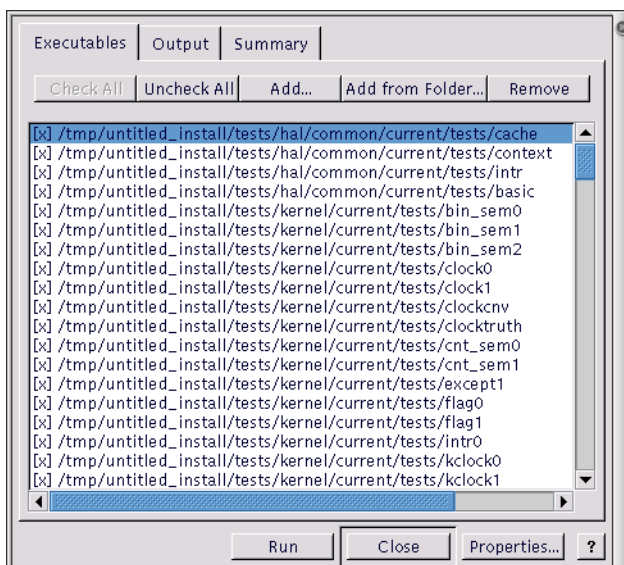 Executables Output Summary
Check All Uncheck All Add... Add from Folder... Remove
[x] /tmp/untitled_install/tests/hal/common/current/tests/cache
[x] /tmp/untitled_install/tests/hal/common/current/tests/context
[x] /tmp/untitled_install/tests/hal/common/current/tests/intr
[x] /tmp/untitled_install/tests/hal/common/current/tests/basic
[x] /tmp/untitled_install/tests/kernel/current/tests/bin_sem0
[x] /tmp/untitled_install/tests/kernel/current/tests/bin_sem1
[x] /tmp/untitled_install/tests/kernel/current/tests/bin_sem2
[x] /tmp/untitled_install/tests/kernel/current/tests/clock0
[x] /tmp/untitled_install/tests/kernel/current/tests/clock1
[x] /tmp/untitled_install/tests/kernel/current/tests/clockcnv
[x] /tmp/untitled_install/tests/kernel/current/tests/clocktruth
[x] /tmp/untitled_install/tests/kernel/current/tests/cnt_sem0
[x] /tmp/untitled_install/tests/kernel/current/tests/cnt_sem1
[x] /tmp/untitled_install/tests/kernel/current/tests/except1
[x] /tmp/untitled_install/tests/kernel/current/tests/flag0
[x] /tmp/untitled_install/tests/kernel/current/tests/flag1
[x] /tmp/untitled_install/tests/kernel/current/tests/intr0
[x] /tmp/untitled_install/tests/kernel/current/tests/kclock0
[x] /tmp/untitled_install/tests/kernel/current/tests/kclock1
Run Close Properties... ?